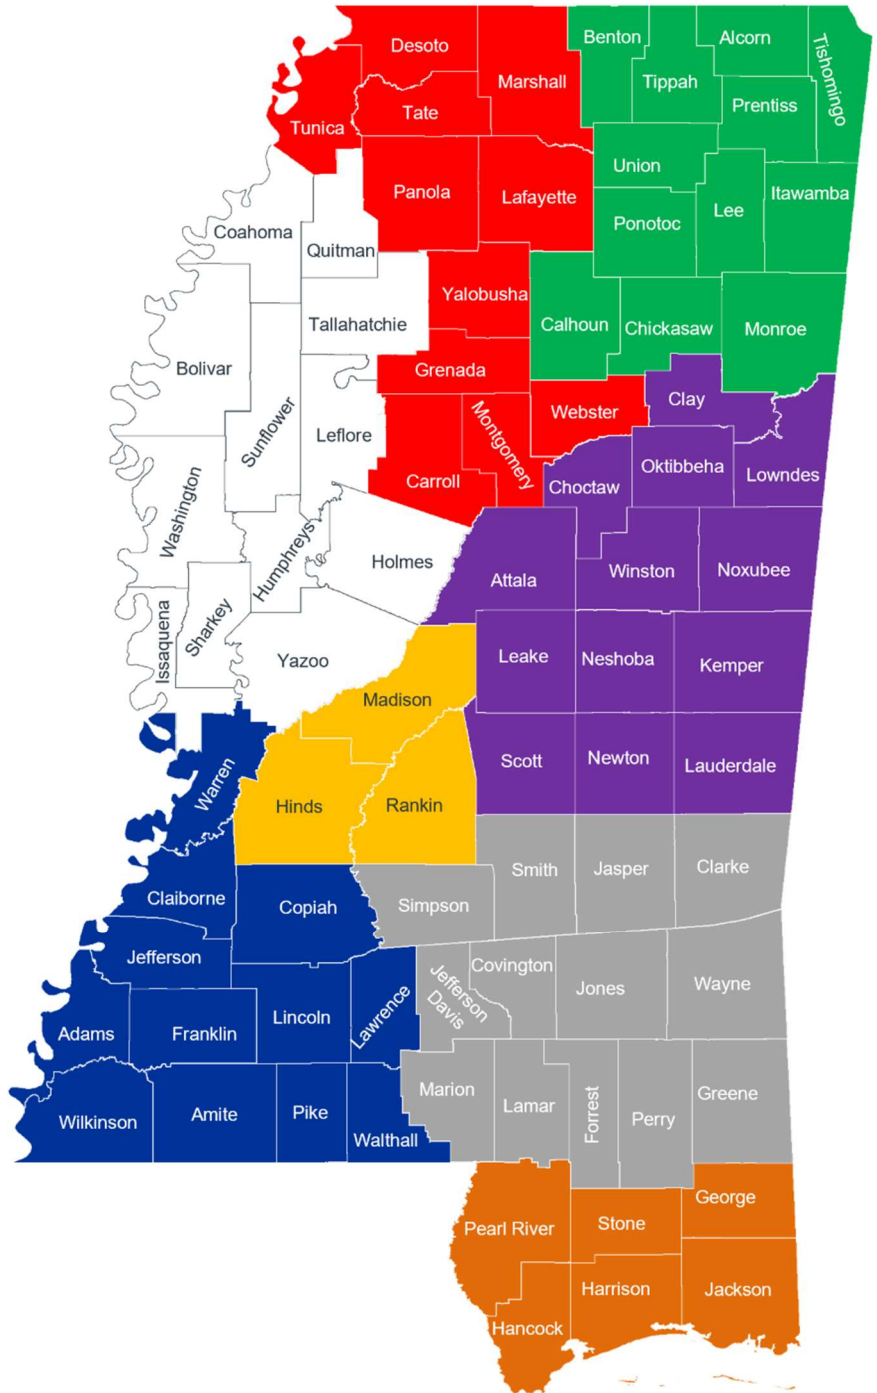 Desoto
Benton
Alcorn
Tishomingo
Marshall
Tippah
Tunica
Tate
Prentiss
Union
Panola
Lafayette
Itawamba
Lee
Ponotoc
Coahoma
Quitman
Yalobusha
Tallahatchie
Calhoun
Chickasaw
Monroe
Bolivar
Grenada
Clay
Webster
Sunflower
Leflore
Montgomery
Oktibbeha
Lowndes
Carroll
Choctaw
Washington
Humphreys
Holmes
Attala
Winston
Noxubee
Issaquena
Sharkey
Yazoo
Leake
Neshoba
Kemper
Madison
Scott
Newton
Lauderdale
Warren
Hinds
Rankin
Smith
Jasper
Clarke
Claiborne
Copiah
Simpson
Jefferson
Covington
Jefferson
Davis
Jones
Wayne
Adams
Franklin
Lincoln
Lawrence
Marion
Lamar
Forrest
Perry
Greene
Wilkinson
Amite
Pike
Walthall
George
Pearl River
Stone
Harrison
Jackson
Hancock